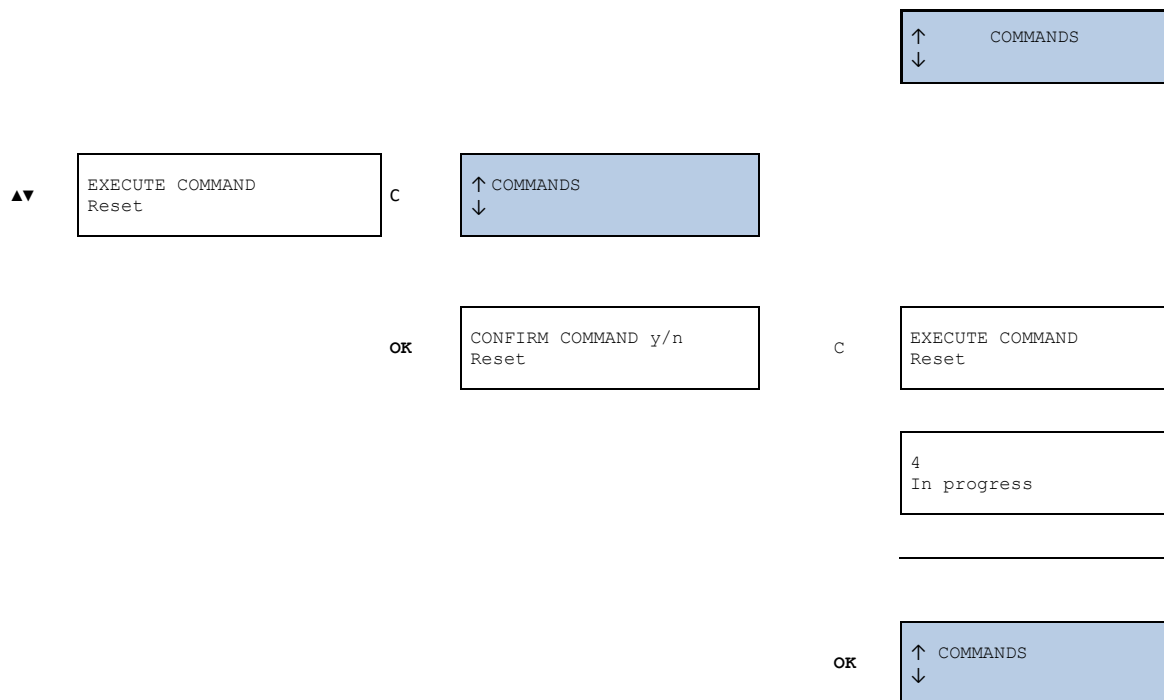 ↑ COMMANDS
↓
▲▼
EXECUTE COMMAND
Reset
C
↑ COMMANDS
↓
OK
CONFIRM COMMAND y/n
Reset
C
EXECUTE COMMAND
Reset
4
In progress
OK
↑ COMMANDS
↓